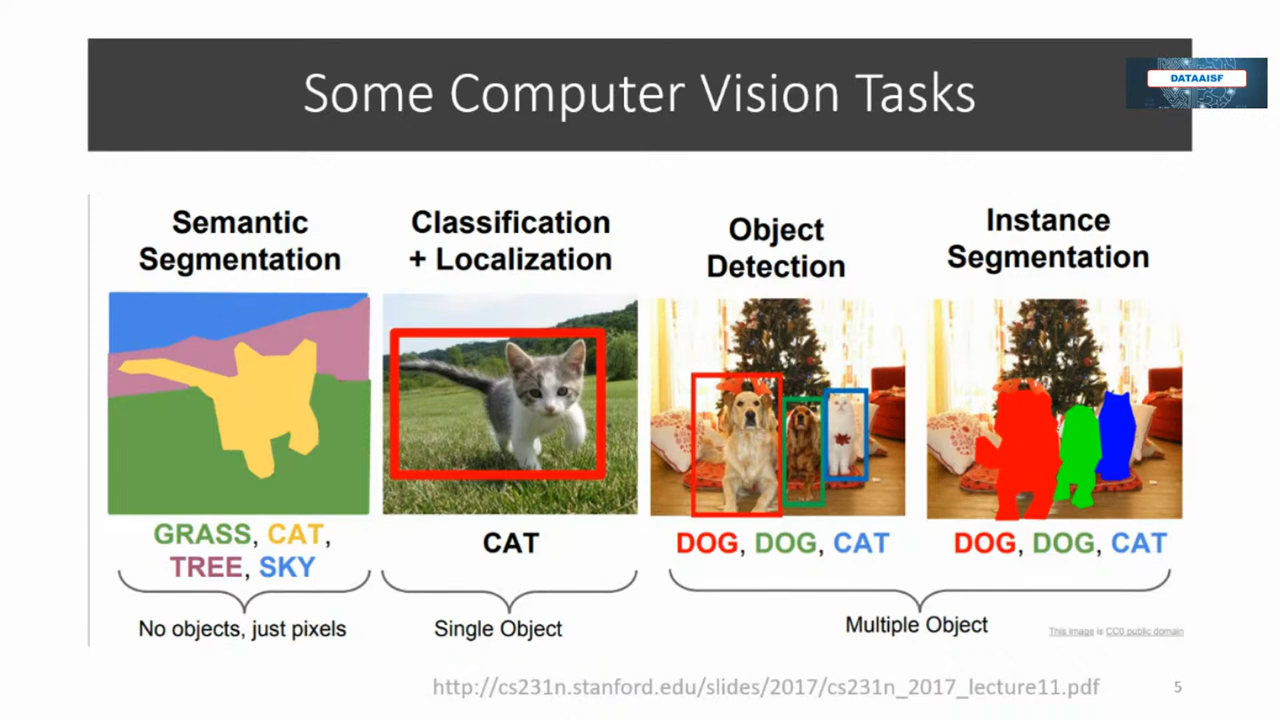 Some Computer Vision Tasks
DATAAISF
Semantic
Segmentation
GRASS, CAT,
TREE, SKY
No objects, just pixels
Classification
+ Localization
CAT
Single Object
Object
Detection
DOG, DOG, CAT
Instance
Segmentation
DOG, DOG, CAT
Multiple Object
This image is CC0 public domain
http://cs231n.stanford.edu/slides/2017/cs231n_2017_lecture11.pdf
5